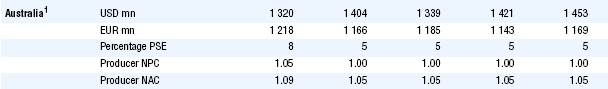 Australia1 USD mn 1 320 1 404 1 339 1 421 1 453
EUR mn 1 218 1 166 1 185 1 143 1 169
Percentage PSE 8 5 5 5 5
Producer NPC 1.05 1.00 1.00 1.00 1.00
Producer NAC 1.09 1.05 1.05 1.05 1.05